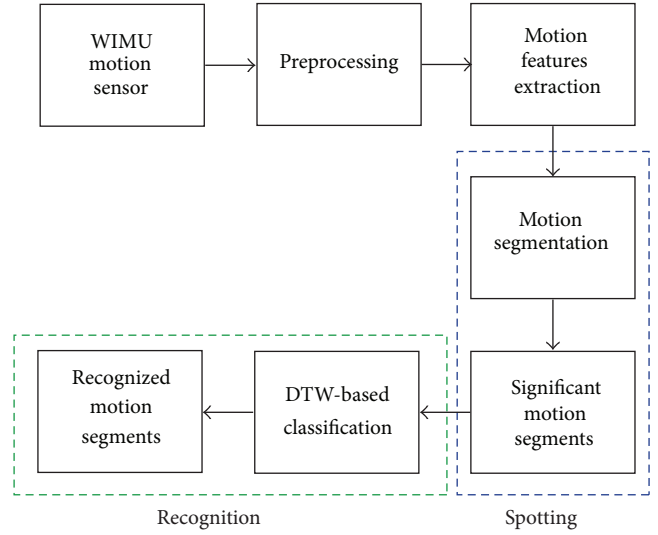 WIMU
motion
sensor
Preprocessing
Motion
features
extraction
Motion
segmentation
Significant
motion
segments
DTW-based
classification
Recognized
motion
segments
Recognition
Spotting